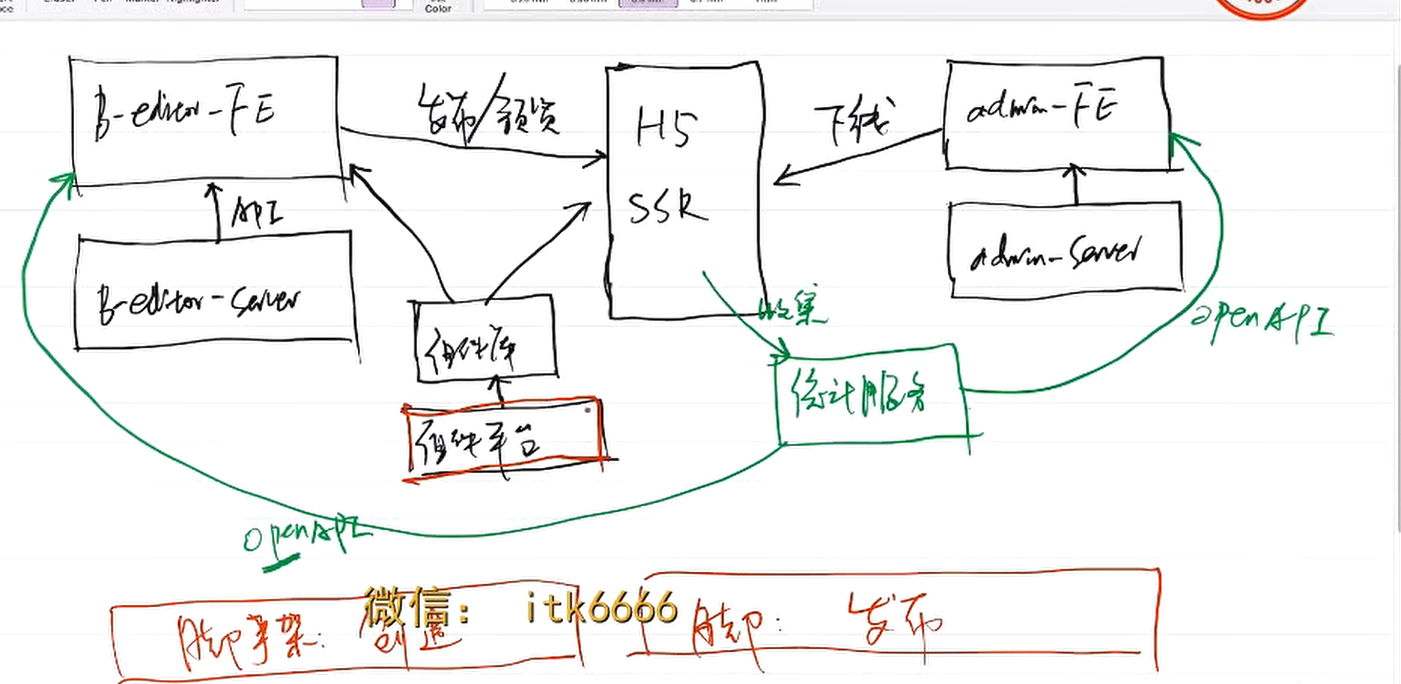 Color
B-editor-FE
发布/预览
H5
SSR
下线
admin-FE
API
B-editor-server
admin-server
组件库
收集
openAPI
统计服务
组件平台
openAPI
微信： itk6666
脚手架：创建
脚手：发布